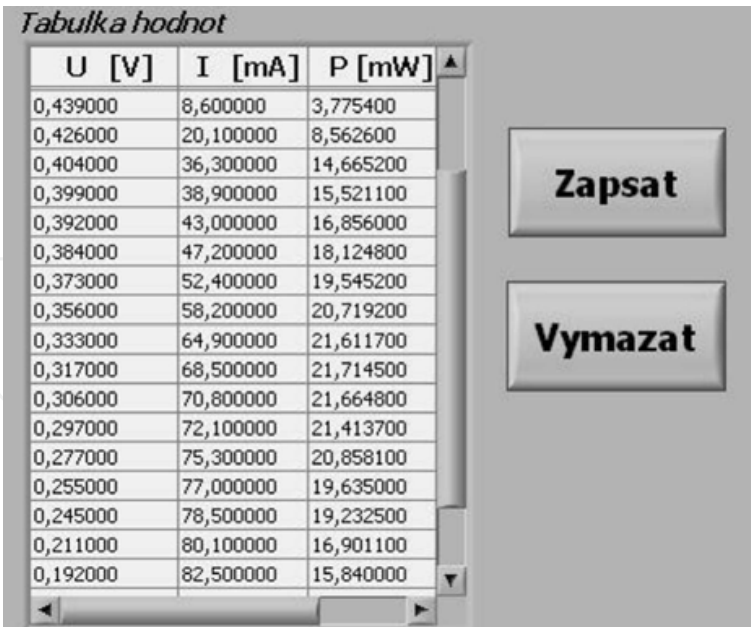 Tabulka hodnot
U [V] I [mA] P [mW]
0,439000 8,600000 3,775400
0,426000 20,100000 8,562600
0,404000 36,300000 14,665200
0,399000 38,900000 15,521100
0,392000 43,000000 16,856000
0,384000 47,200000 18,124800
0,373000 52,400000 19,545200
0,356000 58,200000 20,719200
0,333000 64,900000 21,611700
0,317000 68,500000 21,714500
0,306000 70,800000 21,664800
0,297000 72,100000 21,413700
0,277000 75,300000 20,858100
0,255000 77,000000 19,635000
0,245000 78,500000 19,232500
0,211000 80,100000 16,901100
0,192000 82,500000 15,840000
Zapsat
Vymazat